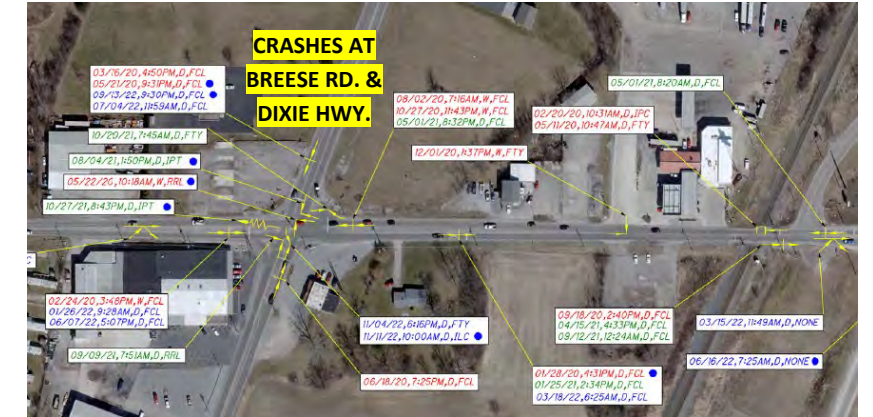 CRASHES AT
BREESE RD. &
DIXIE HWY.
03/16/20,4:50PM,D,FCL
05/21/20,9:31PM,D,FCL
09/13/22,9:30PM,D,FCL
07/04/22,11:59AM,D,FCL
10/20/21,7:45AM,D,FTY
08/04/21,1:50PM,D,IPT
05/22/20,10:18AM,W,RRL
10/27/21,8:43PM,D,IPT
08/02/20,7:16AM,W,FCL
10/27/20,11:43PM,W,FCL
05/01/21,8:32PM,D,FCL
12/01/20,1:37PM,W,FTY
02/20/20,10:31AM,D,IPC
05/11/20,10:47AM,D,FTY
05/01/21,8:20AM,D,FCL
C
02/24/20,3:48PM,W,FCL
01/26/22,9:28AM,D,FCL
06/07/22,5:07PM,D,FCL
09/09/21,7:51AM,D,RRL
11/04/22,6:16PM,D,FTY
11/11/22,10:00AM,D,ILC
06/18/20,7:25PM,D,FCL
09/18/20,2:40PM,D,FCL
04/15/21,4:33PM,D,FCL
09/12/21,12:24AM,D,FCL
01/28/20,4:31PM,D,FCL
01/25/21,2:34PM,D,FCL
03/18/22,6:25AM,D,FCL
03/15/22,11:49AM,D,NONE
06/16/22,7:25AM,D,NONE